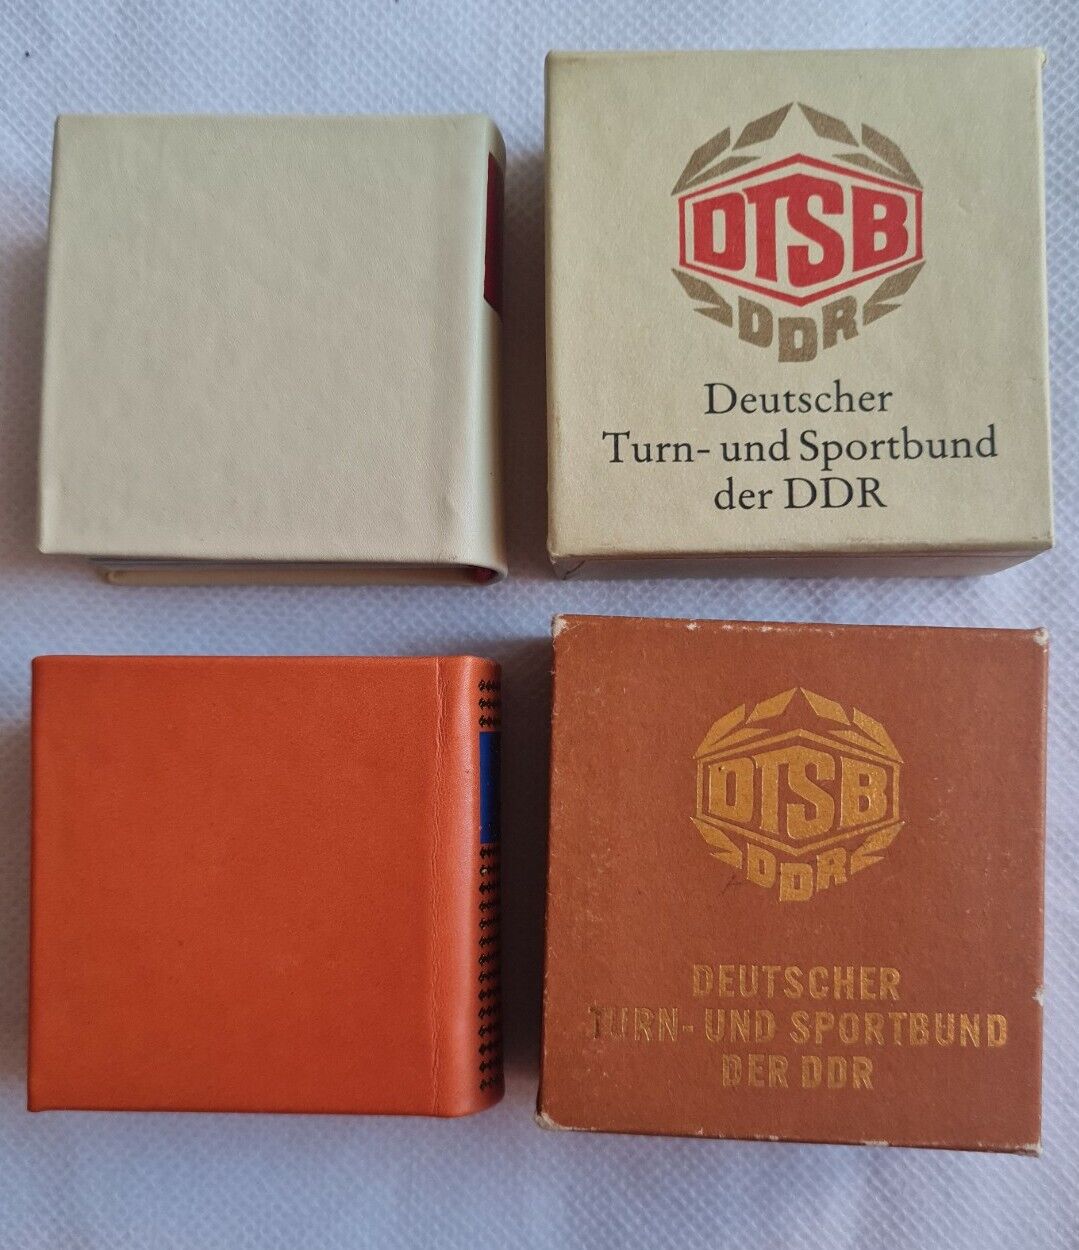 DTSB
DDR
Deutscher
Turn- und Sportbund
der DDR
DTSB
DDR
DEUTSCHER
TURN- UND SPORTBUND
DER DDR